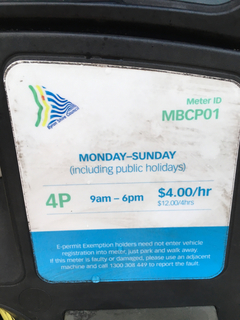 Meter ID
MBCP01
MONDAY–SUNDAY
(including public holidays)
4P 9am – 6pm $4.00/hr
$12.00/4hrs
E-permit Exemption holders need not enter vehicle
registration into meter, just park and walk away.
If this meter is faulty or damaged, please use an adjacent
machine and call 1300 308 449 to report the fault.